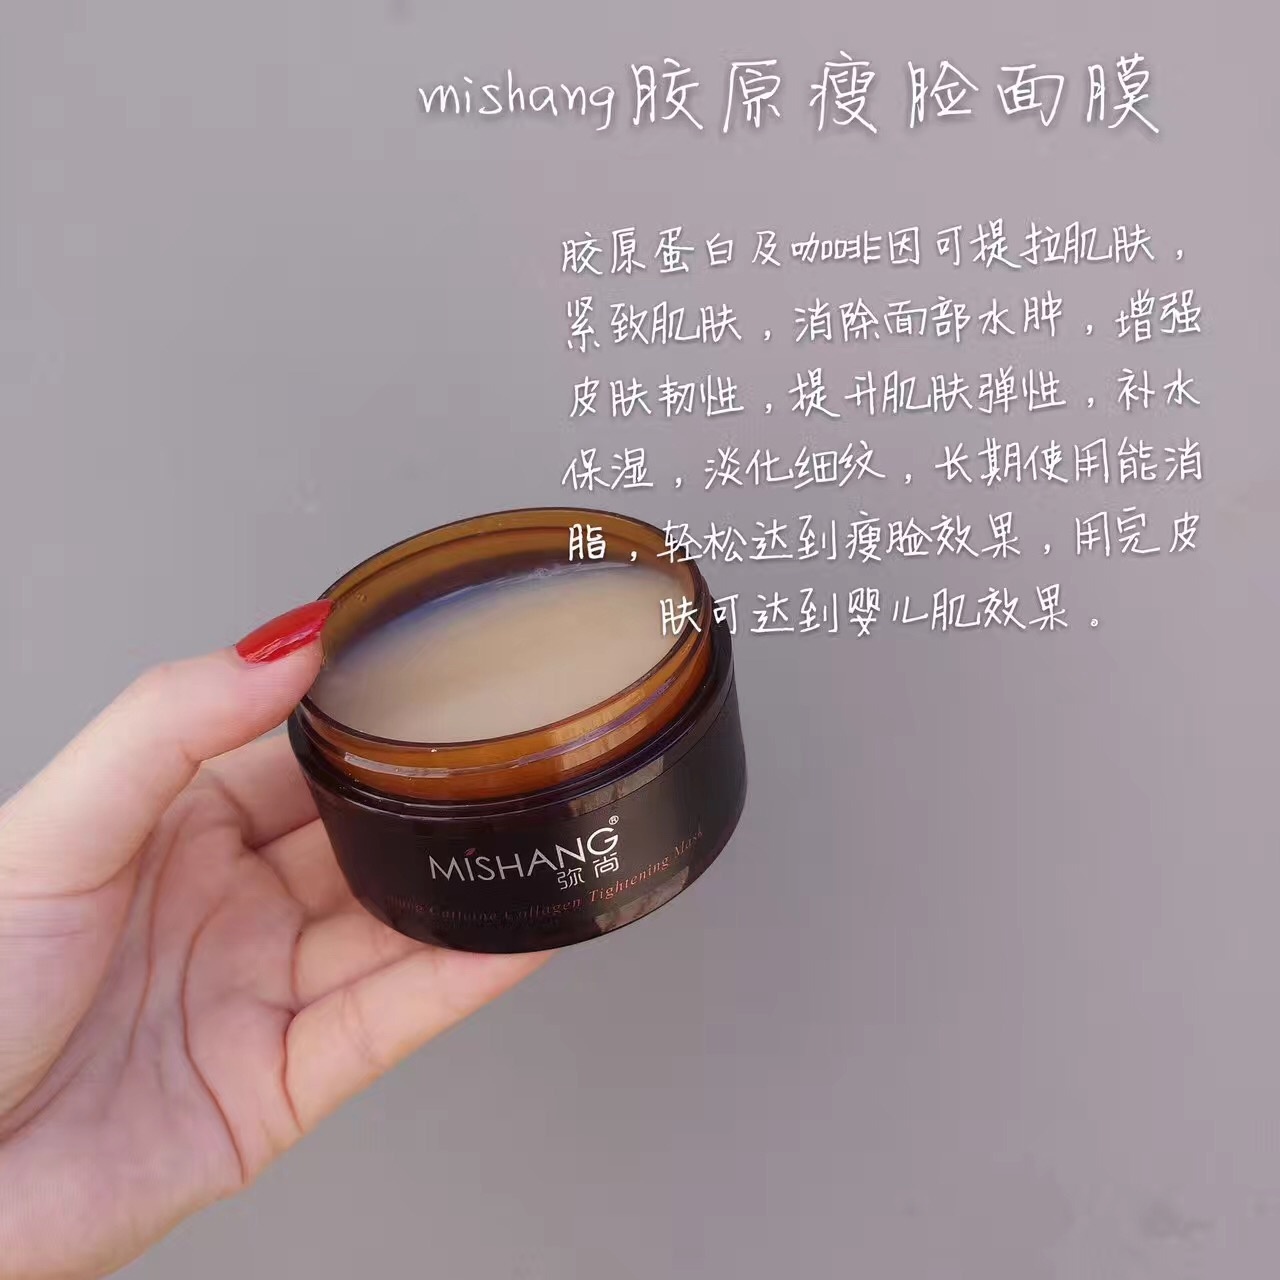 mishang胶原瘦脸面膜
胶原蛋白及咖啡因可提拉肌肤，
紧致肌肤，消除面部水肿，增强
皮肤韧性，提升肌肤弹性，补水
保湿，淡化细纹，长期使用能消
脂，轻松达到瘦脸效果，用完皮
肤可达到婴儿肌效果。
MISHANG®
弥尚
Caffeine Collagen Tightening Mask